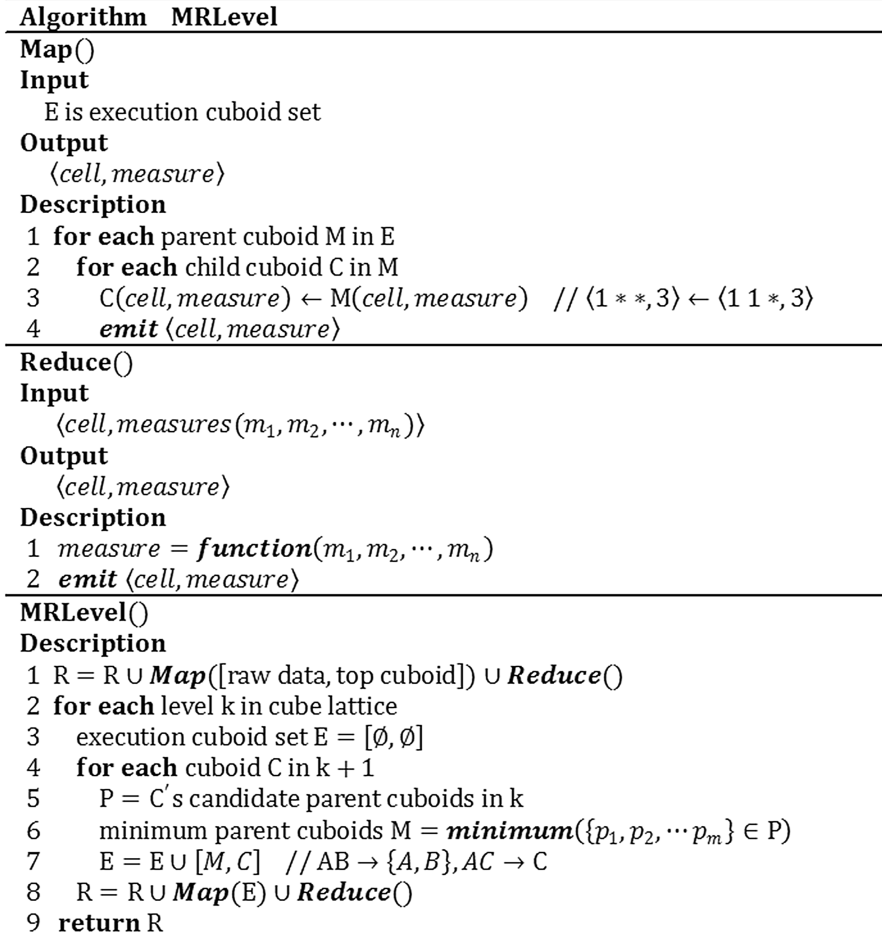 Algorithm MRLevel
Map()
Input
E is execution cuboid set
Output
⟨cell, measure⟩
Description
1 for each parent cuboid M in E
2 for each child cuboid C in M
3 C(cell, measure) ← M(cell, measure) // ⟨1 * *, 3⟩ ← ⟨1 1 *, 3⟩
4 emit ⟨cell, measure⟩
Reduce()
Input
⟨cell, measures(m₁, m₂, ⋯, mₙ)⟩
Output
⟨cell, measure⟩
Description
1 measure = function(m₁, m₂, ⋯, mₙ)
2 emit ⟨cell, measure⟩
MRLevel()
Description
1 R = R ∪ Map([raw data, top cuboid]) ∪ Reduce()
2 for each level k in cube lattice
3 execution cuboid set E = [∅, ∅]
4 for each cuboid C in k + 1
5 P = C′s candidate parent cuboids in k
6 minimum parent cuboids M = minimum({p₁, p₂, ⋯ pₘ} ∈ P)
7 E = E ∪ [M, C] // AB → {A, B}, AC → C
8 R = R ∪ Map(E) ∪ Reduce()
9 return R